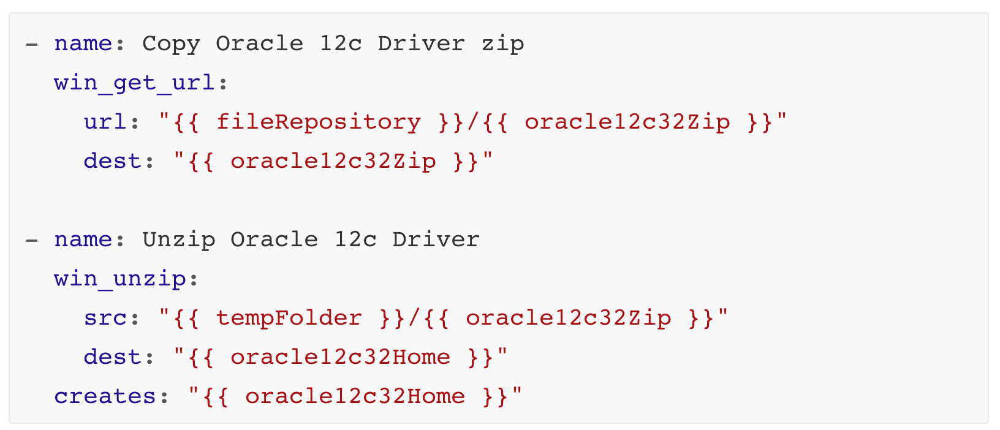 - name: Copy Oracle 12c Driver zip
  win_get_url:
    url: "{{ fileRepository }}/{{ oracle12c32Zip }}"
    dest: "{{ oracle12c32Zip }}"

- name: Unzip Oracle 12c Driver
  win_unzip:
    src: "{{ tempFolder }}/{{ oracle12c32Zip }}"
    dest: "{{ oracle12c32Home }}"
  creates: "{{ oracle12c32Home }}"